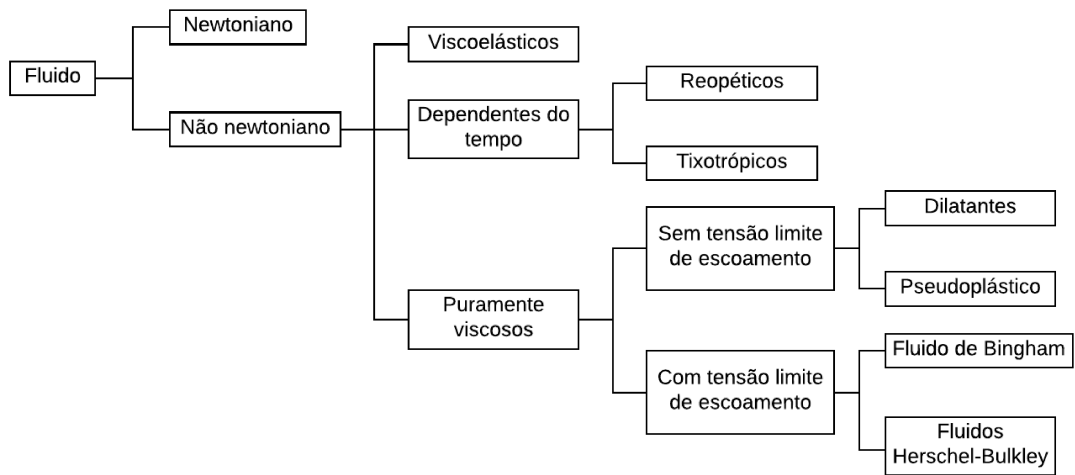 Fluido
Newtoniano
Não newtoniano
Viscoelásticos
Dependentes do
tempo
Puramente
viscosos
Reopéticos
Tixotrópicos
Sem tensão limite
de escoamento
Com tensão limite
de escoamento
Dilatantes
Pseudoplástico
Fluido de Bingham
Fluidos
Herschel-Bulkley